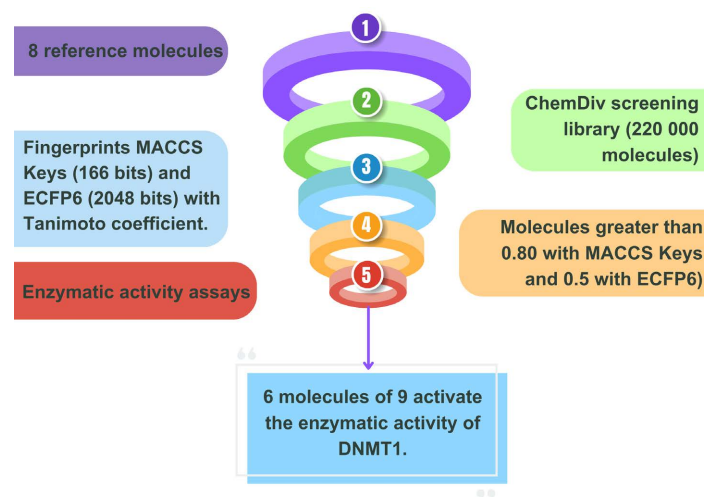 1
8 reference molecules
2
ChemDiv screening
library (220 000
molecules)
3
Fingerprints MACCS
Keys (166 bits) and
ECFP6 (2048 bits) with
Tanimoto coefficient.
4
Molecules greater than
0.80 with MACCS Keys
and 0.5 with ECFP6)
5
Enzymatic activity assays
6 molecules of 9 activate
the enzymatic activity of
DNMT1.